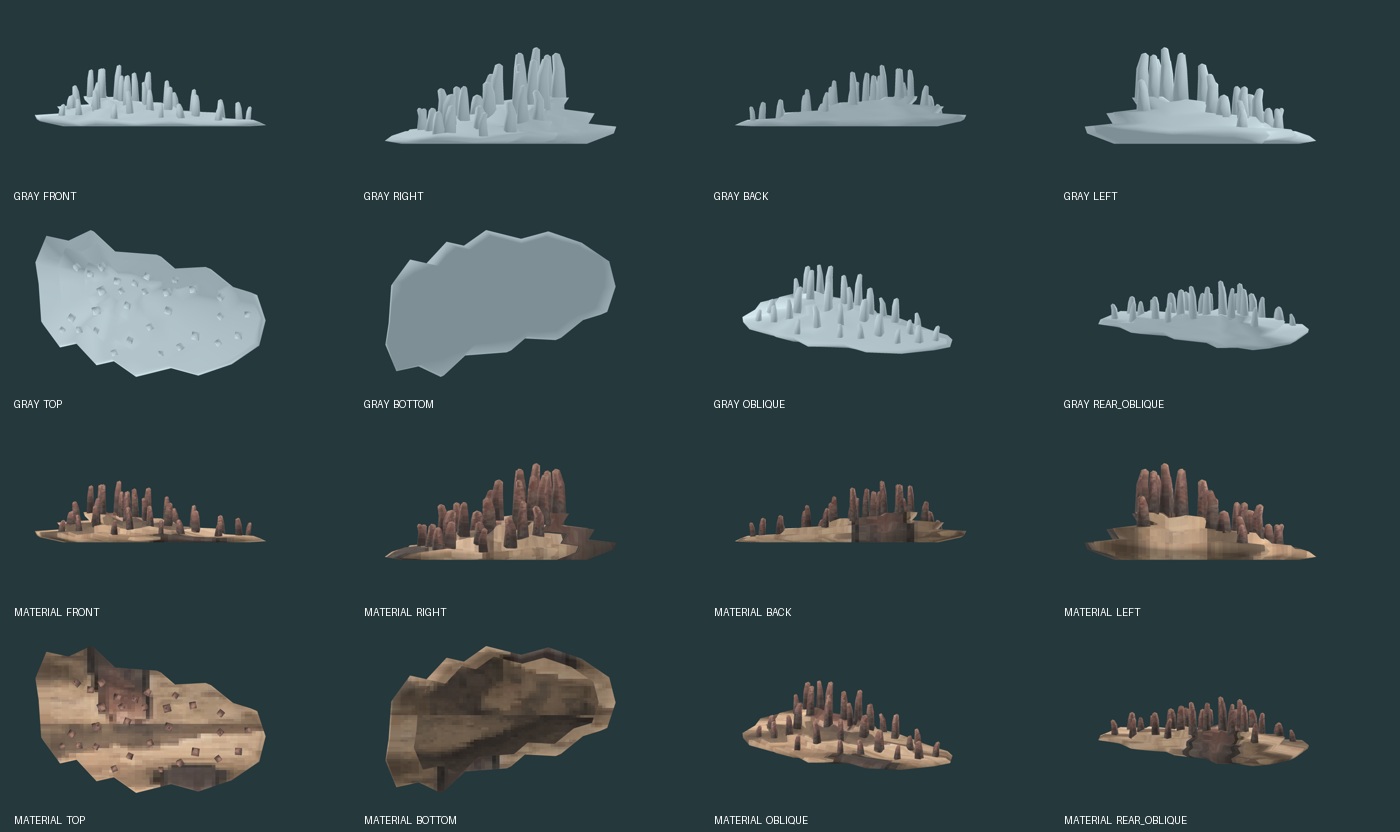 GRAY FRONT
GRAY RIGHT
GRAY BACK
GRAY LEFT
GRAY TOP
GRAY BOTTOM
GRAY OBLIQUE
GRAY REAR_OBLIQUE
MATERIAL FRONT
MATERIAL RIGHT
MATERIAL BACK
MATERIAL LEFT
MATERIAL TOP
MATERIAL BOTTOM
MATERIAL OBLIQUE
MATERIAL REAR_OBLIQUE